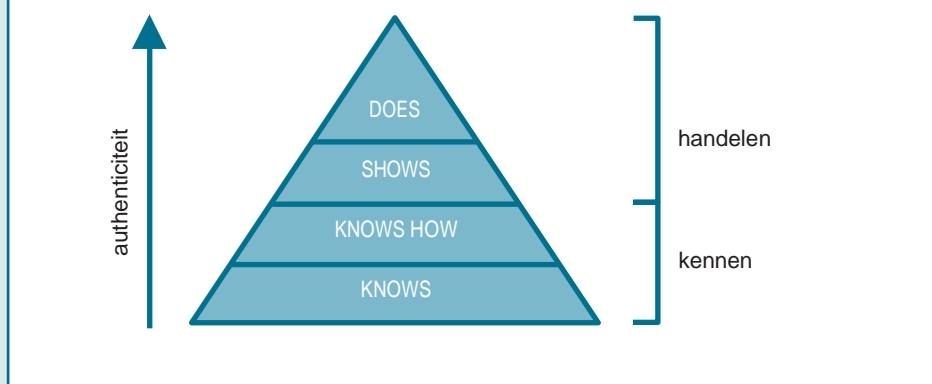 DOES
SHOWS
KNOWS HOW
KNOWS
authenticiteit
handelen
kennen